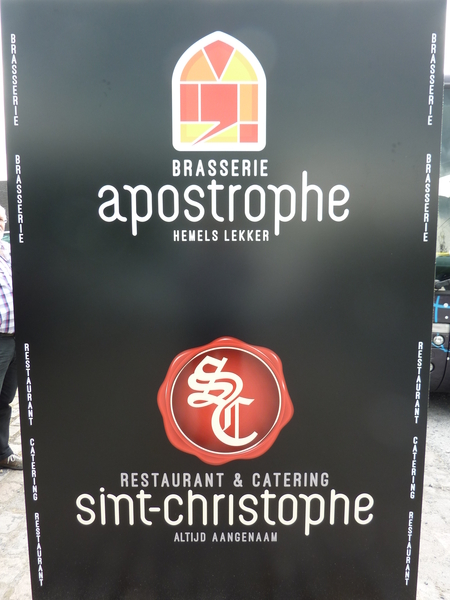 BRASSERIE
BRASSERIE
BRASSERIE
BRASSERIE
BRASSERIE
apostrophe
HEMELS LEKKER
SC
RESTAURANT & CATERING
sint-christophe
ALTIJD AANGENAAM
RESTAURANT
CATERING
RESTAURANT
RESTAURANT
CATERING
RESTAURANT